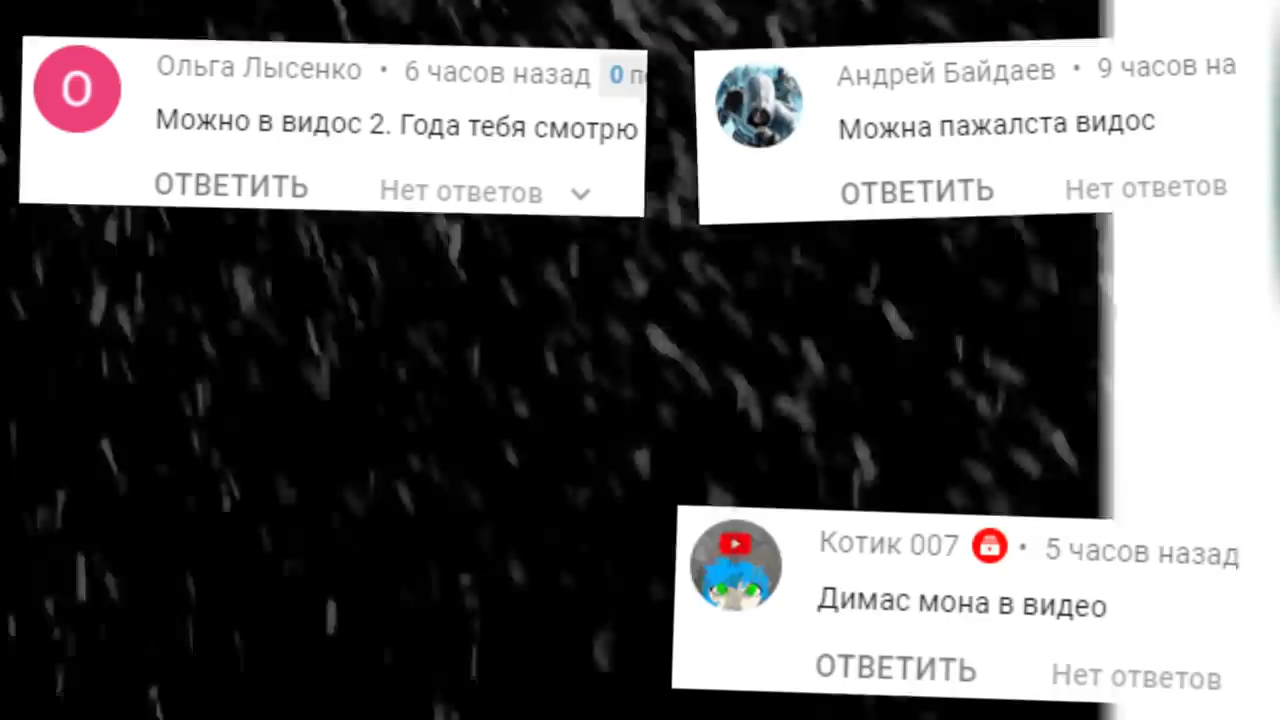 О
Ольга Лысенко • 6 часов назад 0
Можно в видос 2. Года тебя смотрю
ОТВЕТИТЬ Нет ответов
Андрей Байдаев • 9 часов на
Можна пажалста видос
ОТВЕТИТЬ Нет ответов
Котик 007 • 5 часов назад
Димас мона в видео
ОТВЕТИТЬ Нет ответов